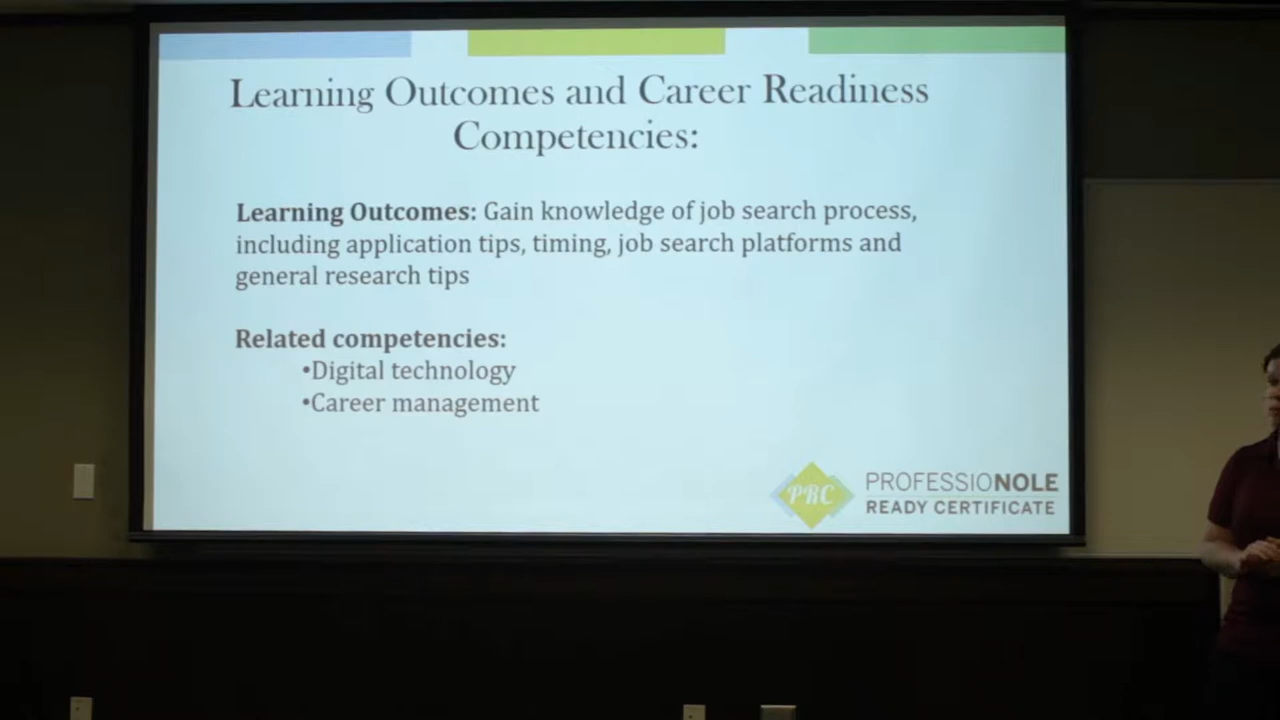 Learning Outcomes and Career Readiness
Competencies:
Learning Outcomes: Gain knowledge of job search process,
including application tips, timing, job search platforms and
general research tips
Related competencies:
•Digital technology
•Career management
PRC
PROFESSIONOLE
READY CERTIFICATE